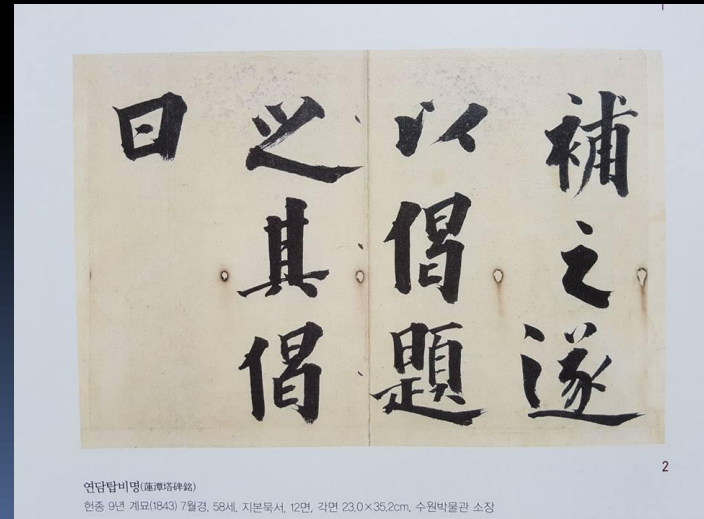 補之遂
以偈題
之其偈
曰
2
연담탑비명(蓮潭塔碑銘)
헌종 9년 계묘(1843) 7월경, 58세, 지본묵서, 12면, 각면 23.0×35.2cm, 수원박물관 소장